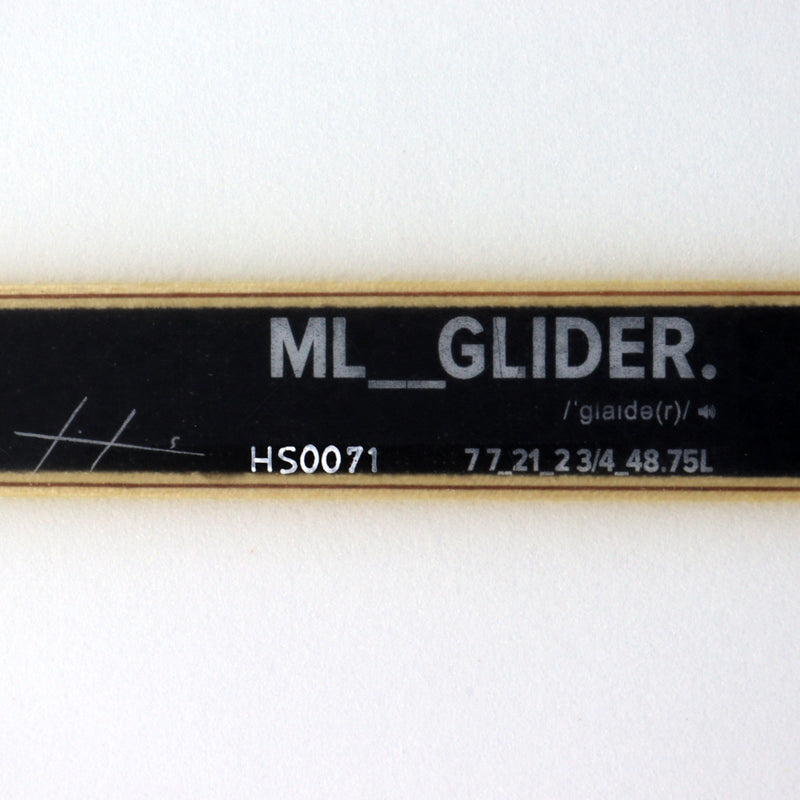 ML__GLIDER.
/ˈglaɪdə(r)/
HS0071 7 7_21_2 3/4_48.75L